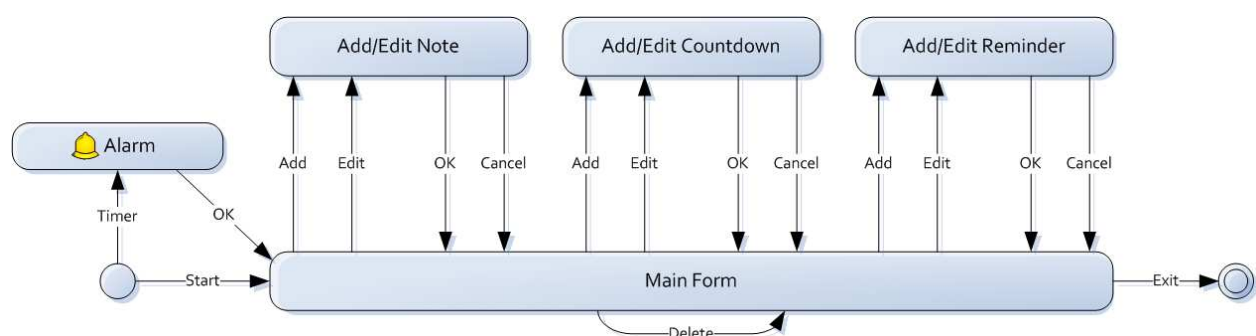 Add/Edit Note
Add/Edit Countdown
Add/Edit Reminder
Alarm
Add
Edit
OK
Cancel
Add
Edit
OK
Cancel
Add
Edit
OK
Cancel
Timer
OK
Start
Main Form
Exit
Delete